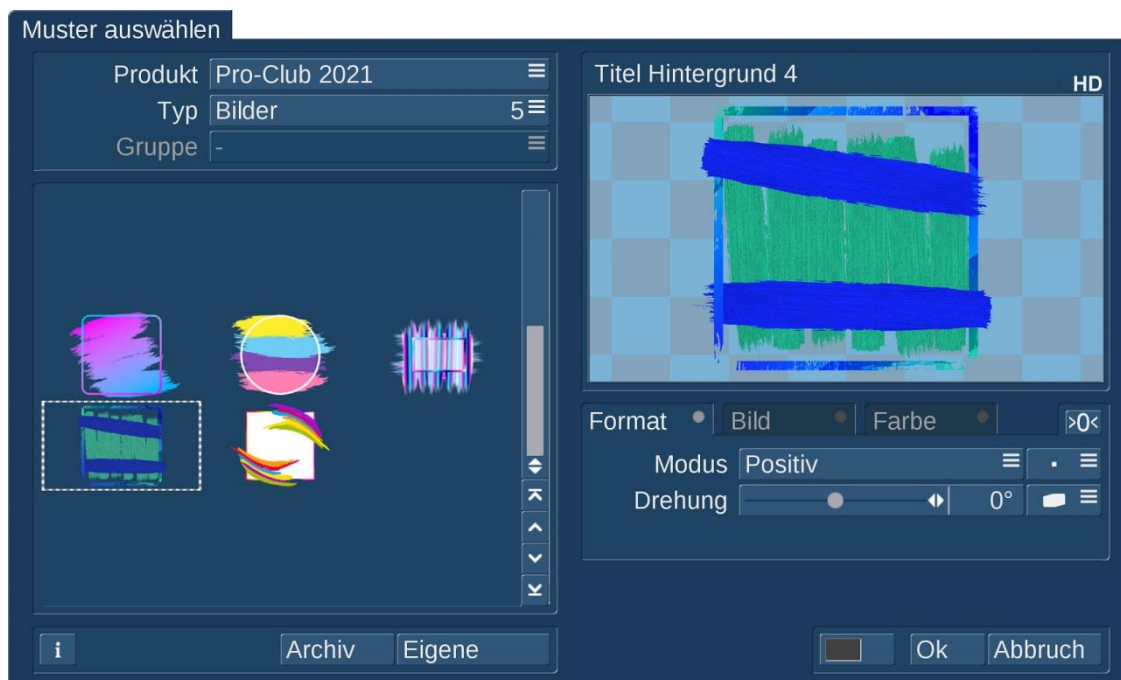 Muster auswählen
Produkt Pro-Club 2021
Typ Bilder 5
Gruppe -
Titel Hintergrund 4
HD
Format Bild Farbe >0<
Modus Positiv
Drehung 0°
i Archiv Eigene
Ok Abbruch